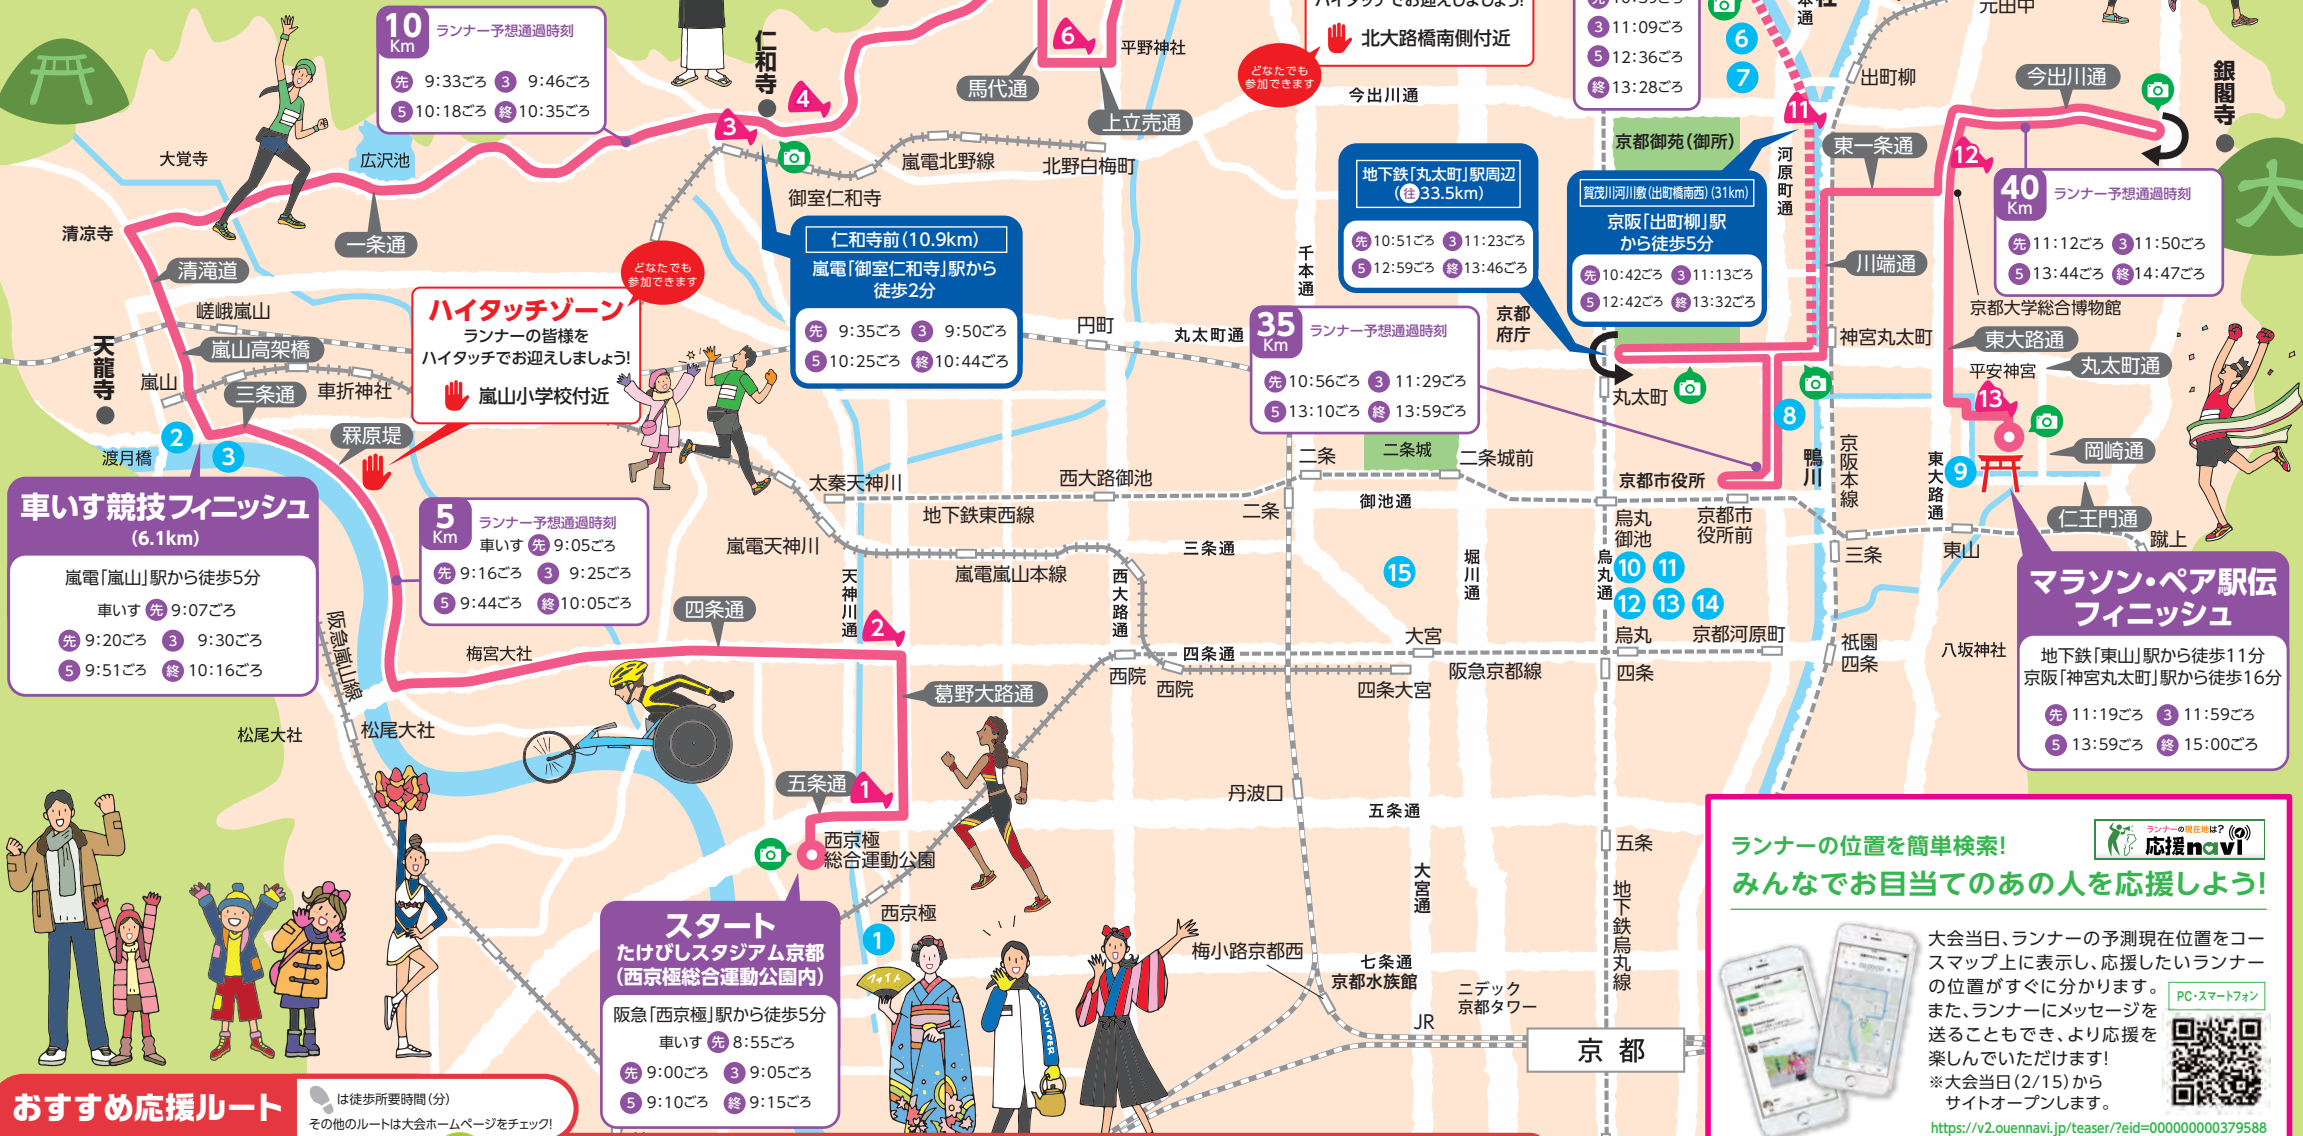 10
Km
ランナー予想通過時刻
先 9:33ごろ 3 9:46ごろ
5 10:18ごろ 終 10:35ごろ
仁和寺
4
3
6
平野神社
馬代通
上立売通
ハイタッチでお迎えしましょう!
北大路橋南側付近
どなたでも
参加できます
今出川通
3 11:09ごろ
5 12:36ごろ
終 13:28ごろ
本通
6
7
元田中
出町柳
11
今出川通
銀閣寺
大
大覚寺
広沢池
清凉寺
一条通
清滝道
嵐電北野線
北野白梅町
御室仁和寺
仁和寺前(10.9km)
嵐電「御室仁和寺」駅から
徒歩2分
先 9:35ごろ 3 9:50ごろ
5 10:25ごろ 終 10:44ごろ
どなたでも
参加できます
ハイタッチゾーン
ランナーの皆様を
ハイタッチでお迎えしましょう!
嵐山小学校付近
嵯峨嵐山
嵐山高架橋
天龍寺
嵐山
三条通
車折神社
罧原堤
2
3
渡月橋
地下鉄「丸太町」駅周辺
(往33.5km)
先 10:51ごろ 3 11:23ごろ
5 12:59ごろ 終 13:46ごろ
京都御苑(御所)
賀茂川河川敷(出町橋南西)(31km)
京阪「出町柳」駅
から徒歩5分
先 10:42ごろ 3 11:13ごろ
5 12:42ごろ 終 13:32ごろ
河原町通
東一条通
12
40
Km
ランナー予想通過時刻
先 11:12ごろ 3 11:50ごろ
5 13:44ごろ 終 14:47ごろ
川端通
京都大学総合博物館
千本通
円町
丸太町通
35
Km
ランナー予想通過時刻
先 10:56ごろ 3 11:29ごろ
5 13:10ごろ 終 13:59ごろ
京都
府庁
丸太町
神宮丸太町
東大路通
平安神宮
丸太町通
13
8
岡崎通
9
東大路通
仁王門通
蹴上
東山
三条
京阪本線
鴨川
京都市役所
二条城
二条
二条城前
西大路御池
太秦天神川
地下鉄東西線
二条
御池通
烏丸
御池
京都市
役所前
嵐電天神川
嵐電嵐山本線
三条通
天神川通
西大路通
15
堀川通
烏丸通
10
11
12
13
14
車いす競技フィニッシュ
(6.1km)
嵐電「嵐山」駅から徒歩5分
車いす 先 9:07ごろ
先 9:20ごろ 3 9:30ごろ
5 9:51ごろ 終 10:16ごろ
5
Km
ランナー予想通過時刻
車いす 先 9:05ごろ
先 9:16ごろ 3 9:25ごろ
5 9:44ごろ 終 10:05ごろ
阪急嵐山線
四条通
梅宮大社
2
松尾大社
松尾大社
葛野大路通
西院
西院
四条通
大宮
四条大宮
阪急京都線
烏丸
四条
京都河原町
祇園
四条
八坂神社
マラソン・ペア駅伝
フィニッシュ
地下鉄「東山」駅から徒歩11分
京阪「神宮丸太町」駅から徒歩16分
先 11:19ごろ 3 11:59ごろ
5 13:59ごろ 終 15:00ごろ
五条通
1
西京極
総合運動公園
丹波口
五条通
五条
大宮通
地下鉄烏丸線
西京極
1
スタート
たけびしスタジアム京都
(西京極総合運動公園内)
阪急「西京極」駅から徒歩5分
車いす 先 8:55ごろ
先 9:00ごろ 3 9:05ごろ
5 9:10ごろ 終 9:15ごろ
ファイト
VOLUNTEER
梅小路京都西
七条通
京都水族館
ニデック
京都タワー
JR
京都
ランナーの位置を簡単検索!
ランナーの現在地は?
応援navi
みんなでお目当てのあの人を応援しよう!
大会当日、ランナーの予測現在位置をコー
スマップ上に表示し、応援したいランナー
の位置がすぐに分かります。
また、ランナーにメッセージを
送ることもでき、より応援を
楽しんでいただけます!
※大会当日(2/15)から
サイトオープンします。
PC・スマートフォン
https://v2.ouennavi.jp/teaser/?eid=000000000379588
おすすめ応援ルート
は徒歩所要時間(分)
その他のルートは大会ホームページをチェック!